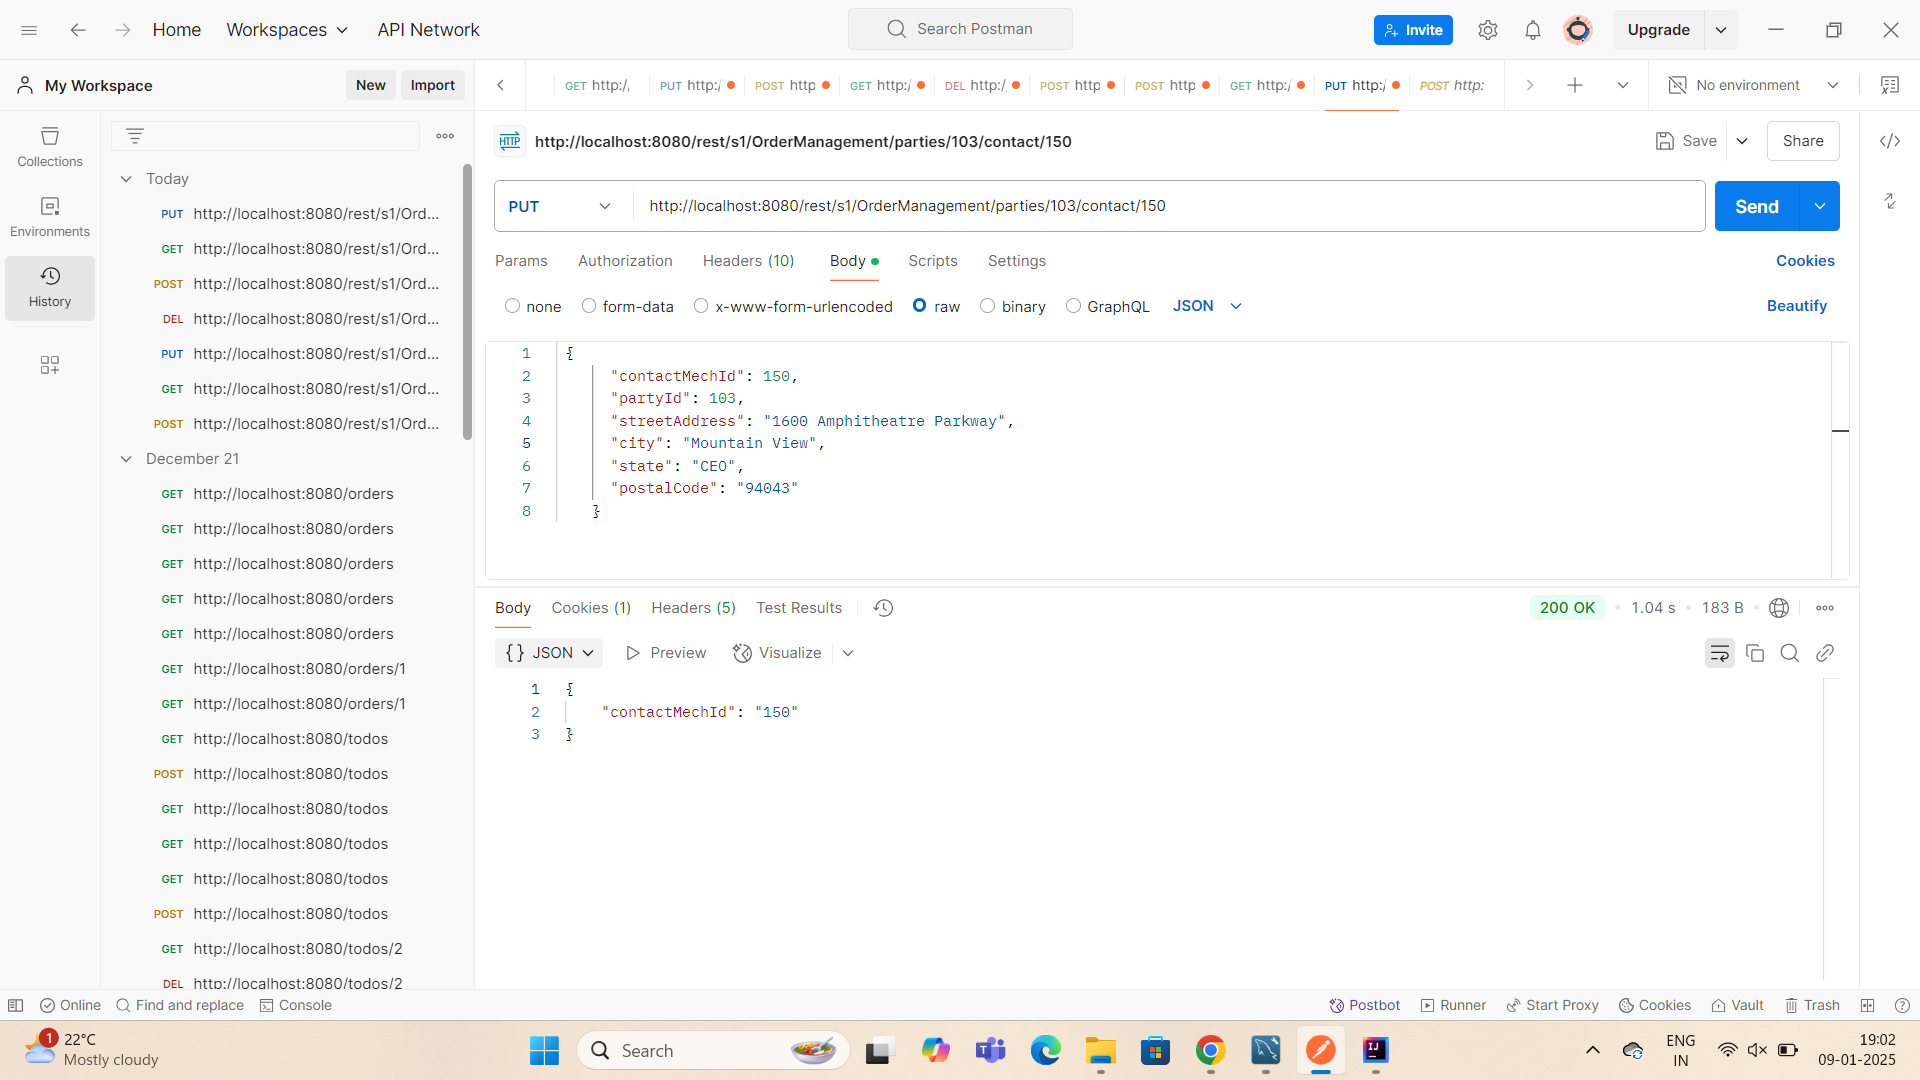 Home
Workspaces
API Network
Search Postman
Invite
Upgrade
My Workspace
New
Import
GET http:/
PUT http:/
POST http
GET http:/
DEL http:/
POST http
POST http
GET http:/
PUT http:/
POST http:
No environment
Collections
Environments
History
Today
PUT http://localhost:8080/rest/s1/Ord...
GET http://localhost:8080/rest/s1/Ord...
POST http://localhost:8080/rest/s1/Ord...
DEL http://localhost:8080/rest/s1/Ord...
PUT http://localhost:8080/rest/s1/Ord...
GET http://localhost:8080/rest/s1/Ord...
POST http://localhost:8080/rest/s1/Ord...
December 21
GET http://localhost:8080/orders
GET http://localhost:8080/orders
GET http://localhost:8080/orders
GET http://localhost:8080/orders
GET http://localhost:8080/orders
GET http://localhost:8080/orders/1
GET http://localhost:8080/orders/1
GET http://localhost:8080/todos
POST http://localhost:8080/todos
GET http://localhost:8080/todos
GET http://localhost:8080/todos
GET http://localhost:8080/todos
POST http://localhost:8080/todos
GET http://localhost:8080/todos/2
DEL http://localhost:8080/todos/2
HTTP http://localhost:8080/rest/s1/OrderManagement/parties/103/contact/150
Save
Share
PUT http://localhost:8080/rest/s1/OrderManagement/parties/103/contact/150
Send
Params Authorization Headers (10) Body Scripts Settings
Cookies
none form-data x-www-form-urlencoded raw binary GraphQL JSON
Beautify
1 {
2 "contactMechId": 150,
3 "partyId": 103,
4 "streetAddress": "1600 Amphitheatre Parkway",
5 "city": "Mountain View",
6 "state": "CEO",
7 "postalCode": "94043"
8 }
Body Cookies (1) Headers (5) Test Results
200 OK 1.04 s 183 B
{} JSON Preview Visualize
1 {
2 "contactMechId": "150"
3 }
Online Find and replace Console
Postbot Runner Start Proxy Cookies Vault Trash
1
22°C
Mostly cloudy
Search
ENG
IN
19:02
09-01-2025